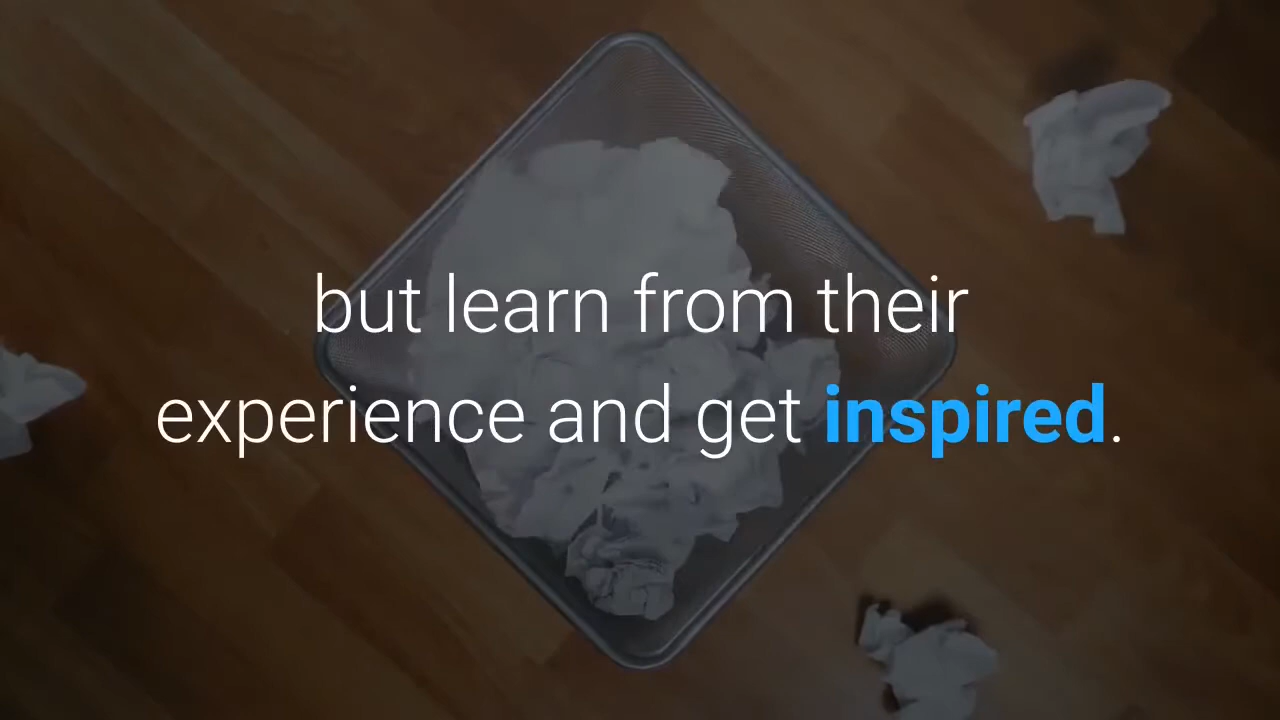 but learn from their
experience and get inspired.